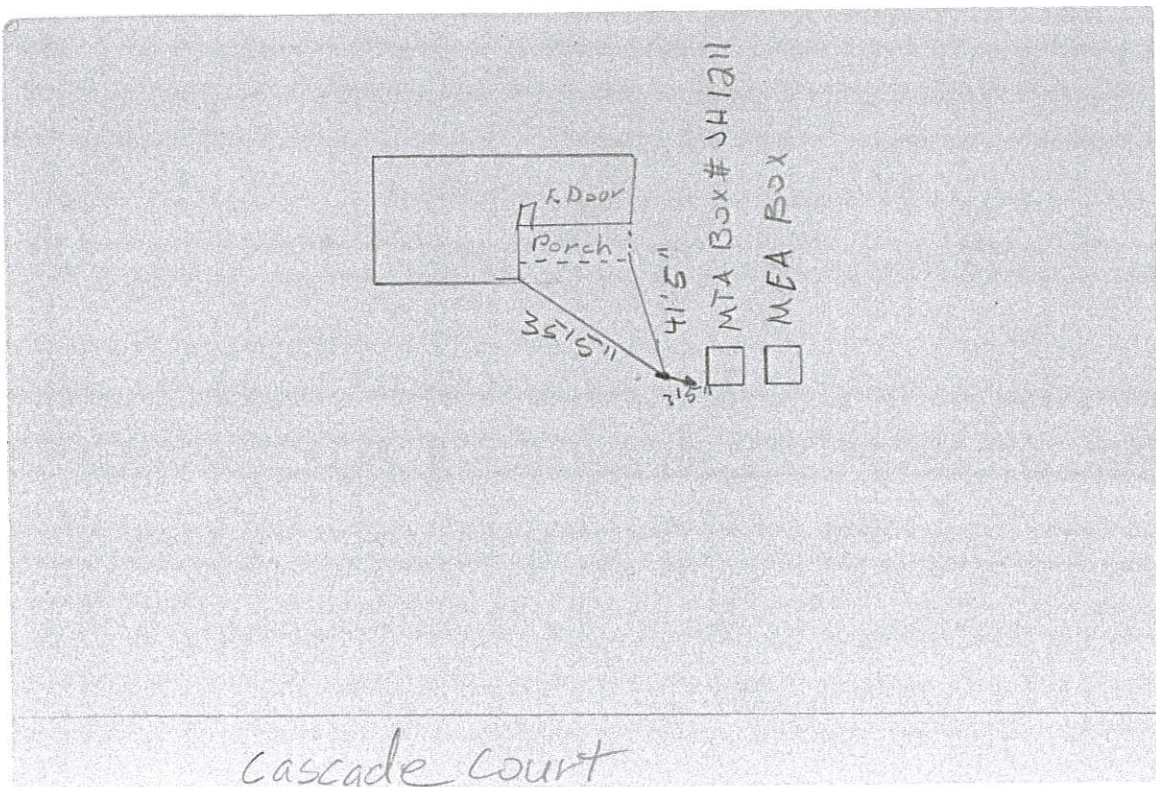 F. Door
Porch
35'5"
41'5"
3'5"
MTA Box# JH1211
MEA Box
Cascade Court